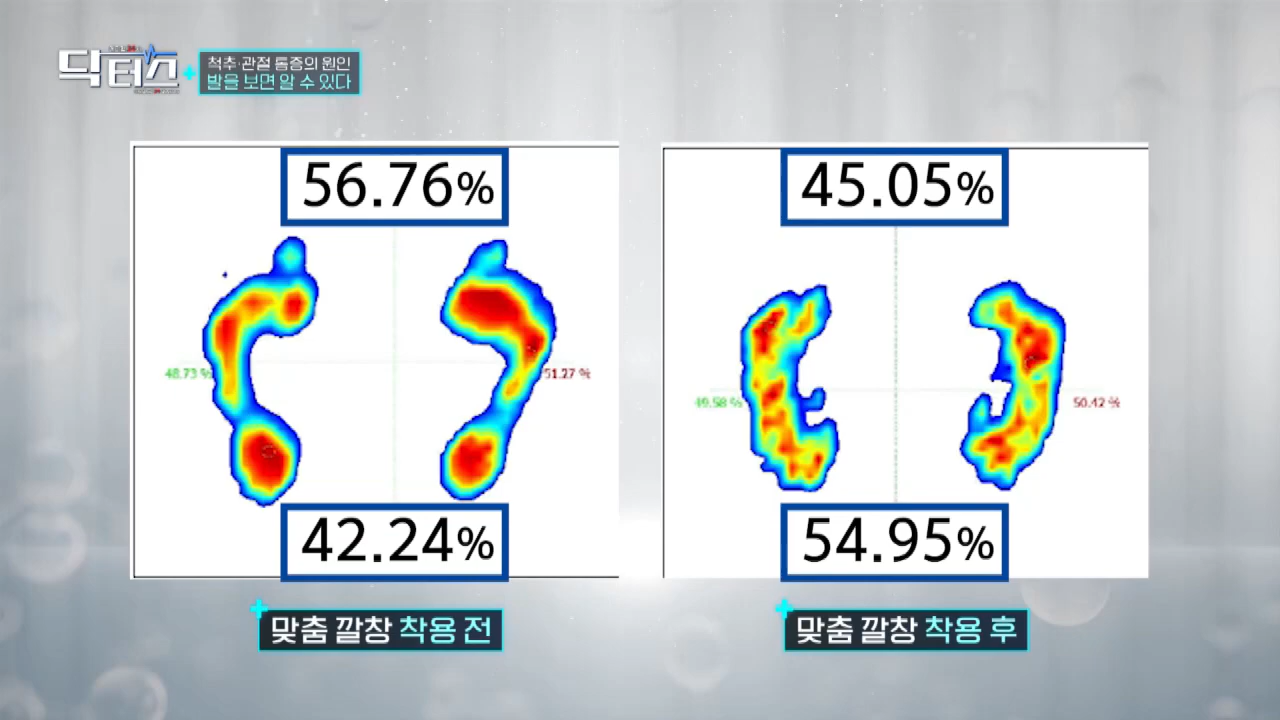 닥터스
척추·관절 통증의 원인
발을 보면 알 수 있다
56.76%
45.05%
48.73 %
51.27 %
49.58 %
50.42 %
42.24%
54.95%
맞춤 깔창 착용 전
맞춤 깔창 착용 후